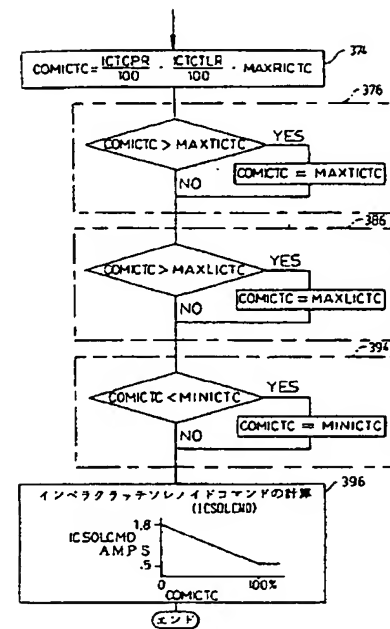 374
COMICTC = ICTCPR/100 · ICTCTLR/100 · MAXRICTC
376
COMICTC > MAXTICTC
YES
COMICTC = MAXTICTC
NO
386
COMICTC > MAXLICTC
YES
COMICTC = MAXLICTC
NO
394
COMICTC < MINICTC
YES
COMICTC = MINICTC
NO
396
インペラクラッチソレノイドコマンドの計算
(ICSOLCMD)
1.8
ICSOLCMD
AMPS
.5
0
100%
COMICTC
エンド